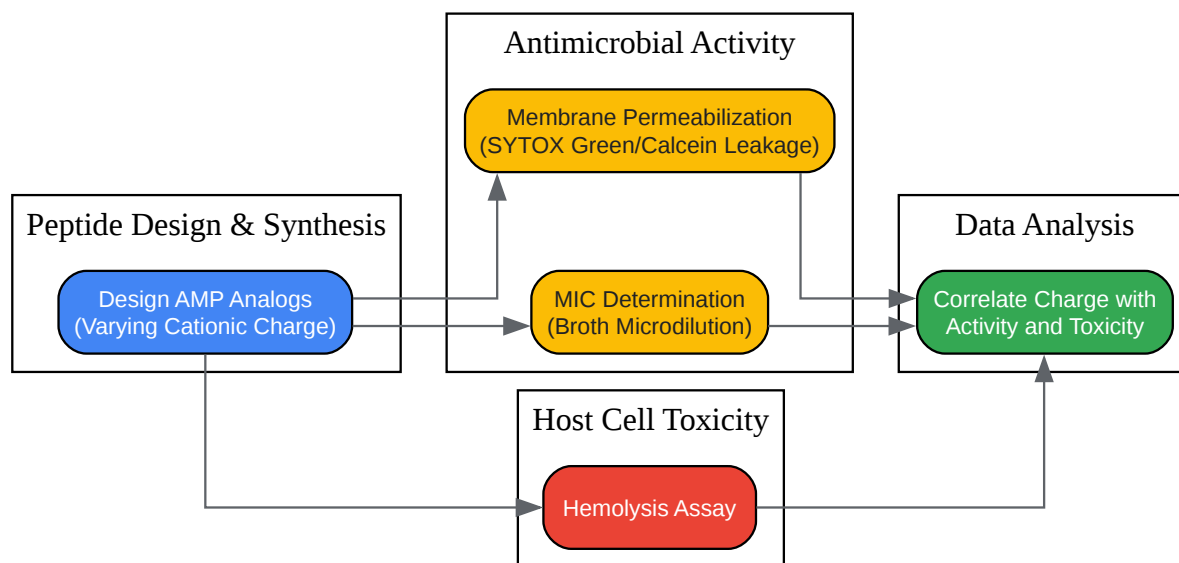 Peptide Design & Synthesis
Design AMP Analogs
(Varying Cationic Charge)
Antimicrobial Activity
Membrane Permeabilization
(SYTOX Green/Calcein Leakage)
MIC Determination
(Broth Microdilution)
Host Cell Toxicity
Hemolysis Assay
Data Analysis
Correlate Charge with
Activity and Toxicity